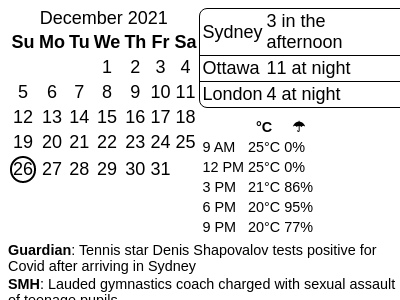 December 2021
Su Mo Tu We Th Fr Sa
1 2 3 4
5 6 7 8 9 10 11
12 13 14 15 16 17 18
19 20 21 22 23 24 25
26 27 28 29 30 31
Sydney 3 in the
afternoon
Ottawa 11 at night
London 4 at night
°C ☂
9 AM 25°C 0%
12 PM 25°C 0%
3 PM 21°C 86%
6 PM 20°C 95%
9 PM 20°C 77%
Guardian: Tennis star Denis Shapovalov tests positive for
Covid after arriving in Sydney
SMH: Lauded gymnastics coach charged with sexual assault
of teenage pupils